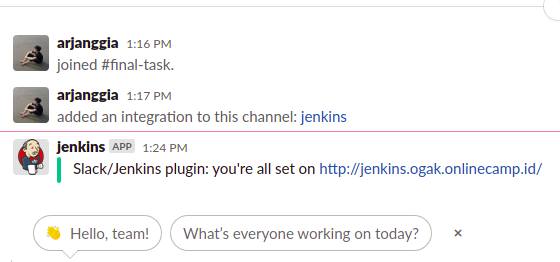 arjanggia 1:16 PM
joined #final-task.
arjanggia 1:17 PM
added an integration to this channel: jenkins
jenkins APP 1:24 PM
Slack/Jenkins plugin: you're all set on http://jenkins.ogak.onlinecamp.id/
👋 Hello, team! What's everyone working on today? ×